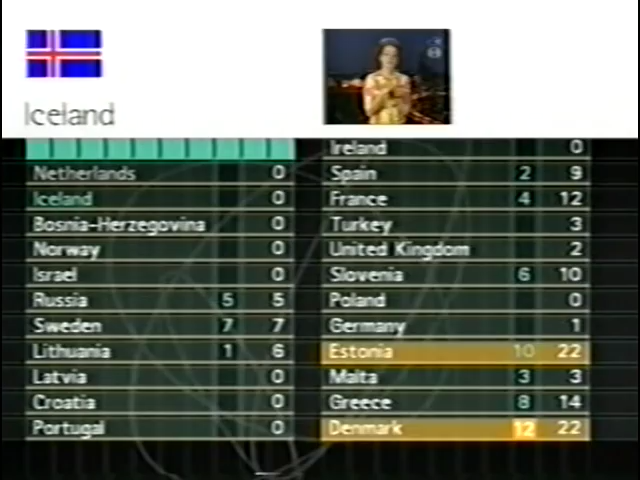 Iceland
Netherlands 0
Iceland 0
Bosnia-Herzegovina 0
Norway 0
Israel 0
Russia 5 5
Sweden 7 7
Lithuania 1 6
Latvia 0
Croatia 0
Portugal 0
Ireland 0
Spain 2 9
France 4 12
Turkey 3
United Kingdom 2
Slovenia 6 10
Poland 0
Germany 1
Estonia 10 22
Malta 3 3
Greece 8 14
Denmark 12 22